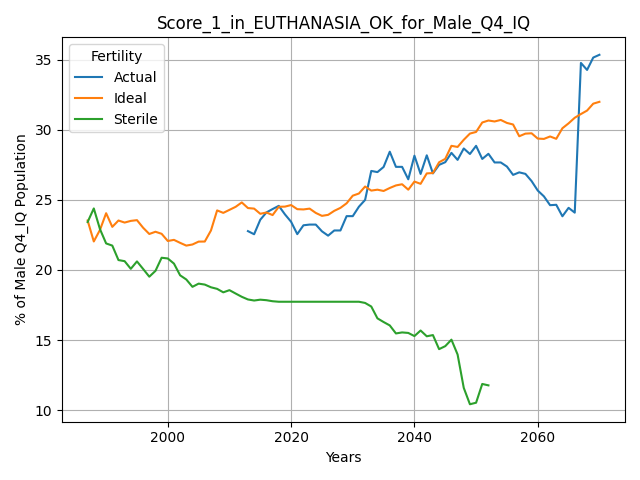 Score_1_in_EUTHANASIA_OK_for_Male_Q4_IQ
Fertility
Actual
Ideal
Sterile
% of Male Q4_IQ Population
35
30
25
20
15
10
2000
2020
2040
2060
Years